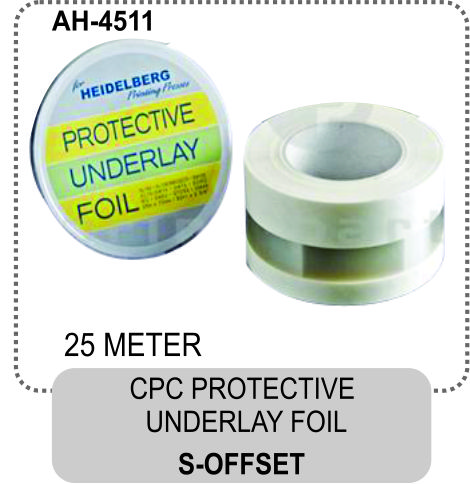 AH-4511
for
HEIDELBERG
Printing Presses
PROTECTIVE
UNDERLAY
FOIL
25 METER
CPC PROTECTIVE
UNDERLAY FOIL
S-OFFSET